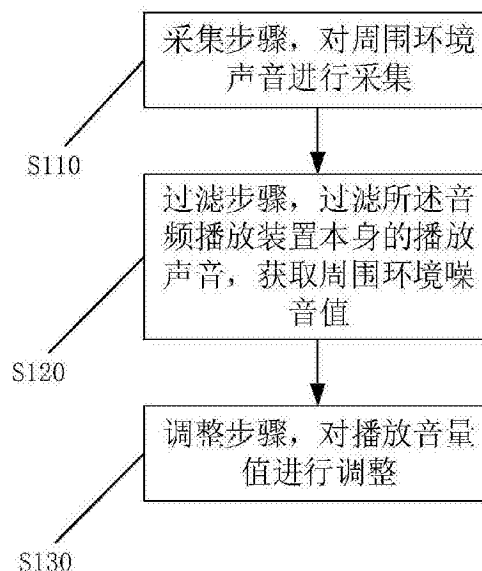 采集步骤，对周围环境
声音进行采集
S110
过滤步骤，过滤所述音
频播放装置本身的播放
声音，获取周围环境噪
音值
S120
调整步骤，对播放音量
值进行调整
S130